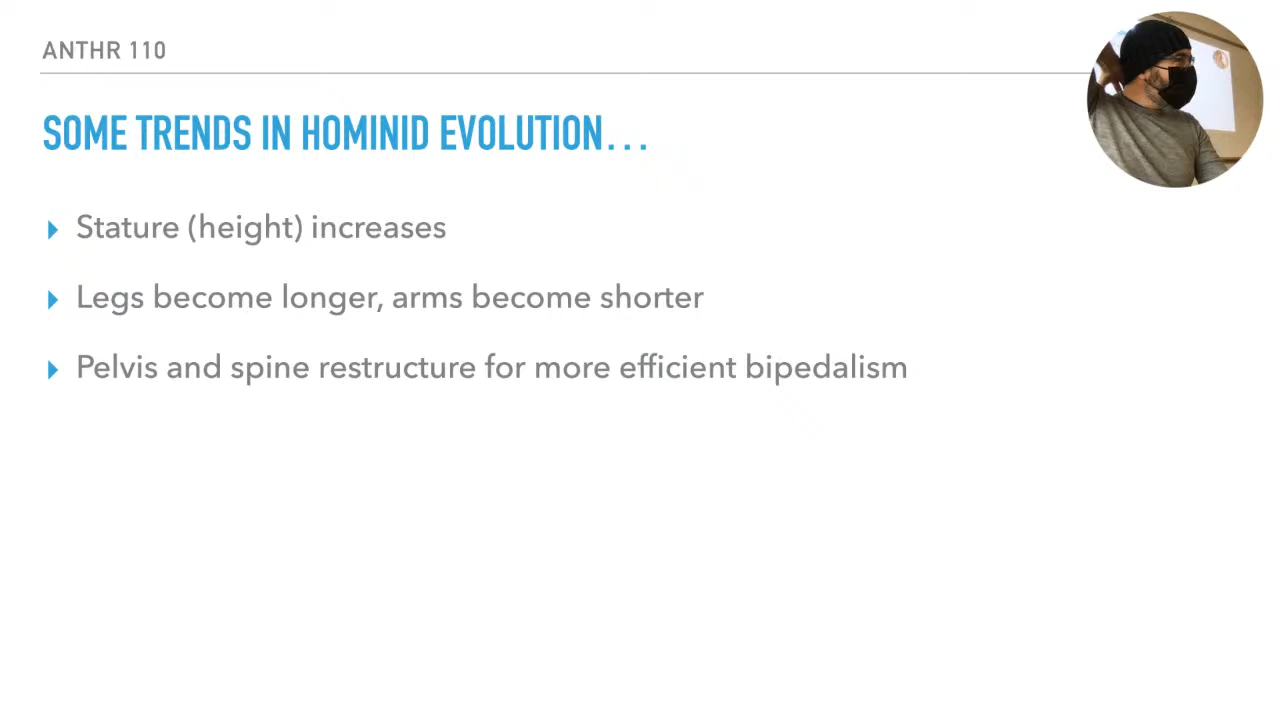 ANTHR 110
SOME TRENDS IN HOMINID EVOLUTION...
Stature (height) increases
Legs become longer, arms become shorter
Pelvis and spine restructure for more efficient bipedalism